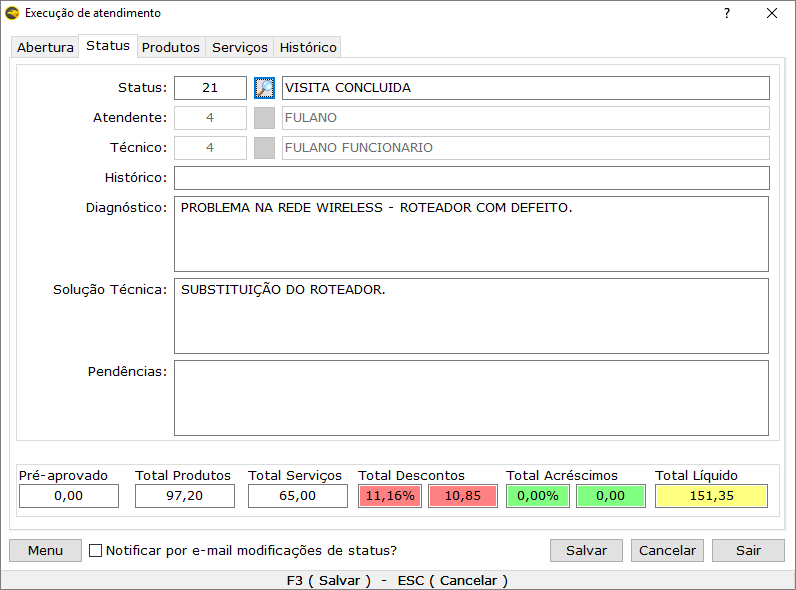 Execução de atendimento ?
Abertura Status Produtos Serviços Histórico
Status: 21 VISITA CONCLUIDA
Atendente: 4 FULANO
Técnico: 4 FULANO FUNCIONARIO
Histórico:
Diagnóstico: PROBLEMA NA REDE WIRELESS - ROTEADOR COM DEFEITO.
Solução Técnica: SUBSTITUIÇÃO DO ROTEADOR.
Pendências:
Pré-aprovado Total Produtos Total Serviços Total Descontos Total Acréscimos Total Líquido
0,00 97,20 65,00 11,16% 10,85 0,00% 0,00 151,35
Menu Notificar por e-mail modificações de status? Salvar Cancelar Sair
F3 ( Salvar ) - ESC ( Cancelar )